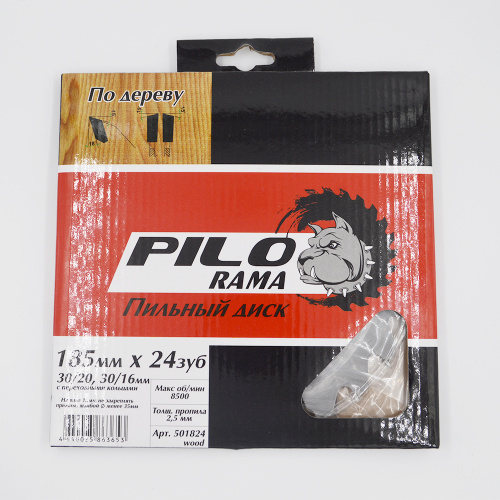 По дереву
PILO
RAMA
Пильный диск
185мм x 24зуб
30/20, 30/16мм
с переходными кольцами
Макс об/мин
8500
Толщ. пропила
2,5 мм
Арт. 501824
wood